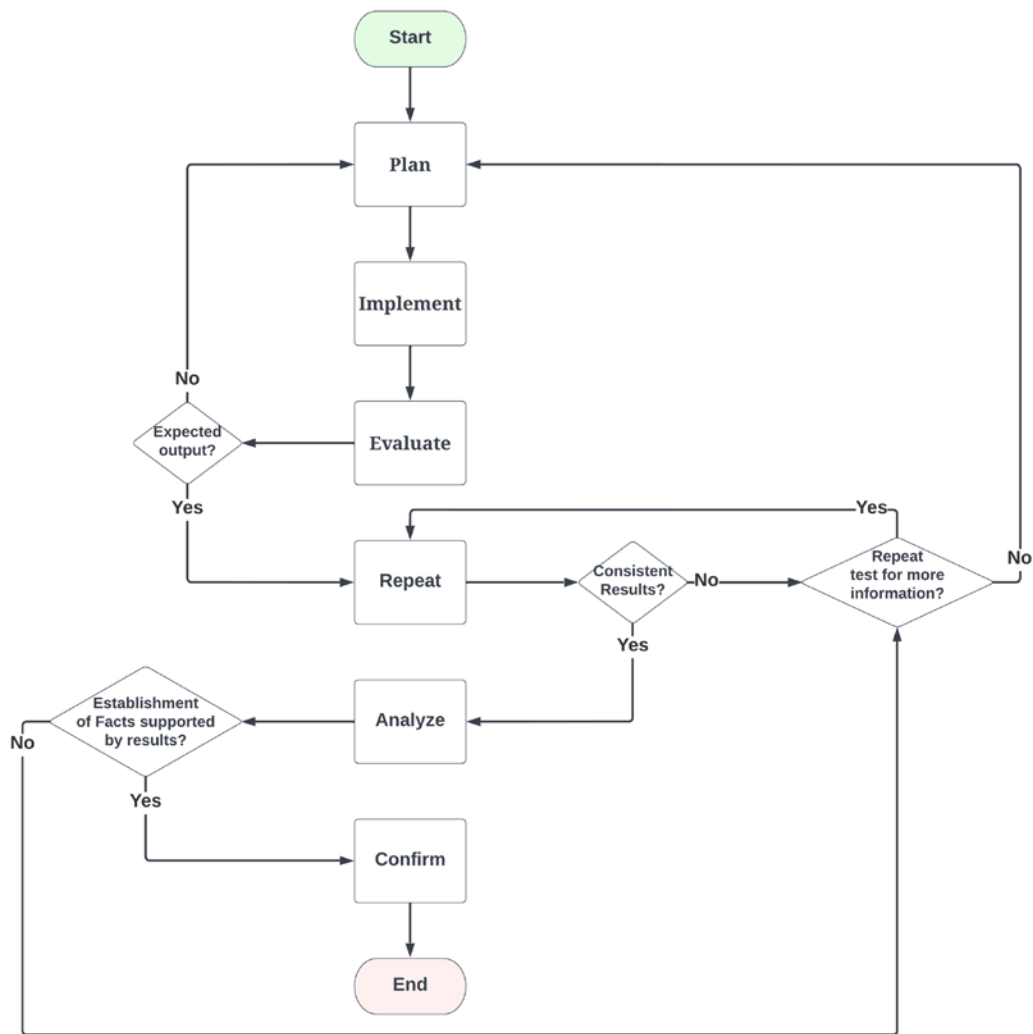 Start
Plan
Implement
No
Expected
output?
Evaluate
Yes
Yes
Repeat
Consistent
Results?
No
Repeat
test for more
information?
No
Yes
Establishment
of Facts supported
by results?
Analyze
No
Yes
Confirm
End